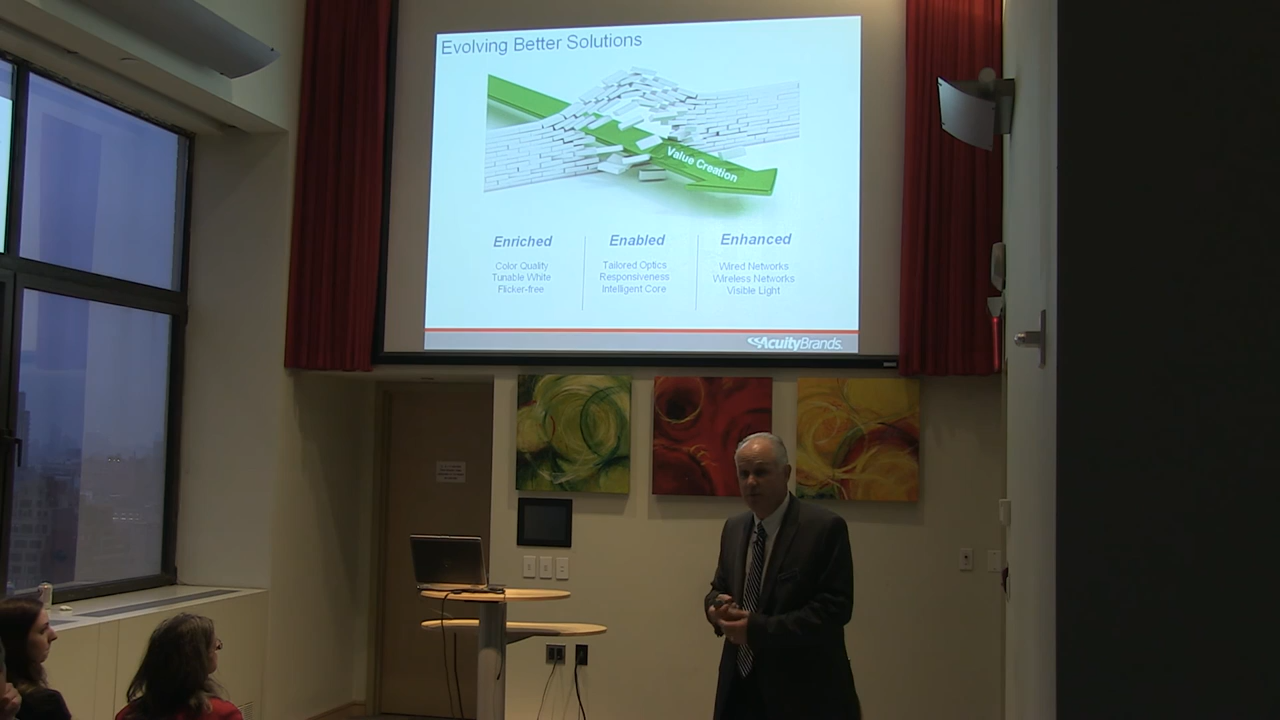 Evolving Better Solutions
Value Creation
Enriched
Color Quality
Tunable White
Flicker-free
Enabled
Tailored Optics
Responsiveness
Intelligent Core
Enhanced
Wired Networks
Wireless Networks
Visible Light
AcuityBrands.